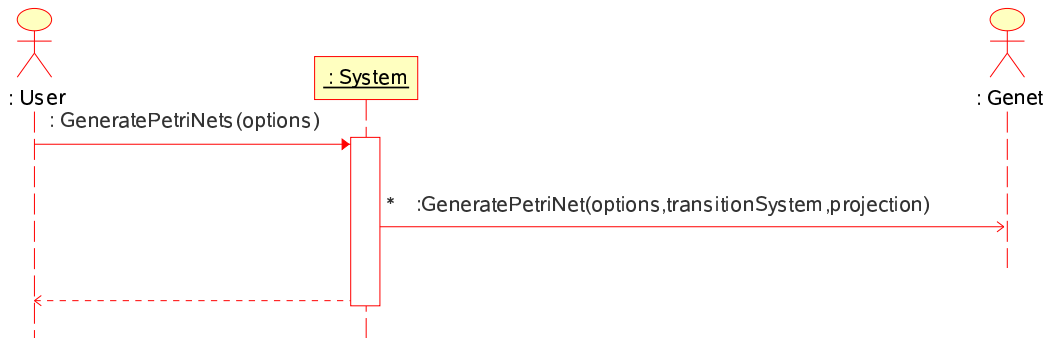 : System
: User
: Genet
: GeneratePetriNets(options)
* :GeneratePetriNet(options,transitionSystem,projection)